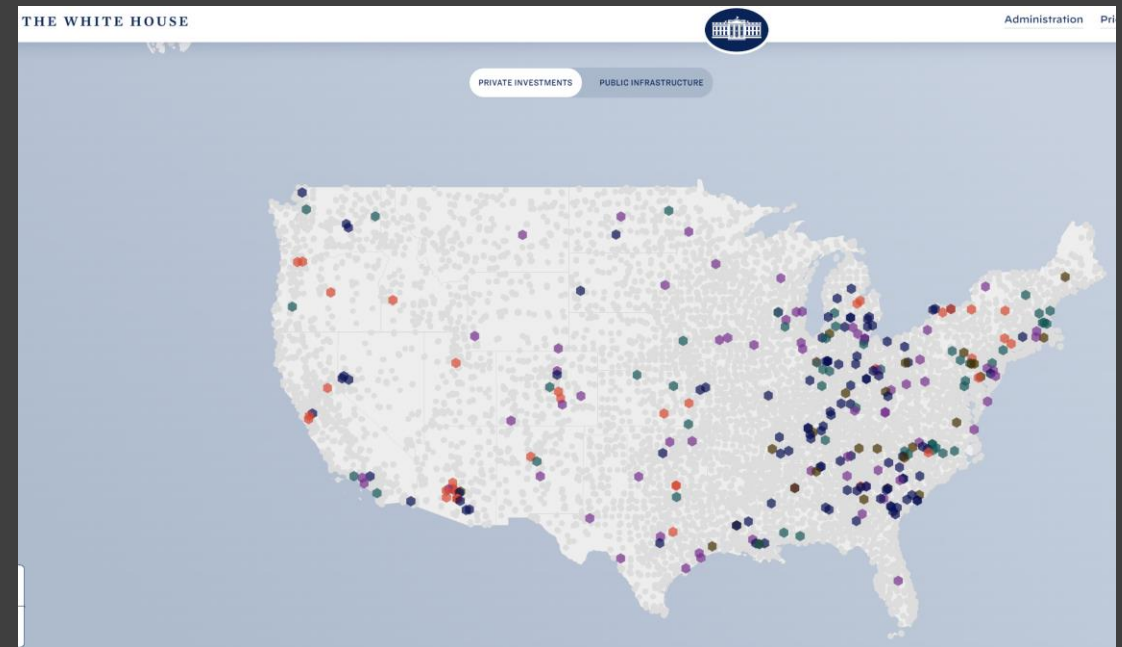 THE WHITE HOUSE
Administration
PRIVATE INVESTMENTS
PUBLIC INFRASTRUCTURE